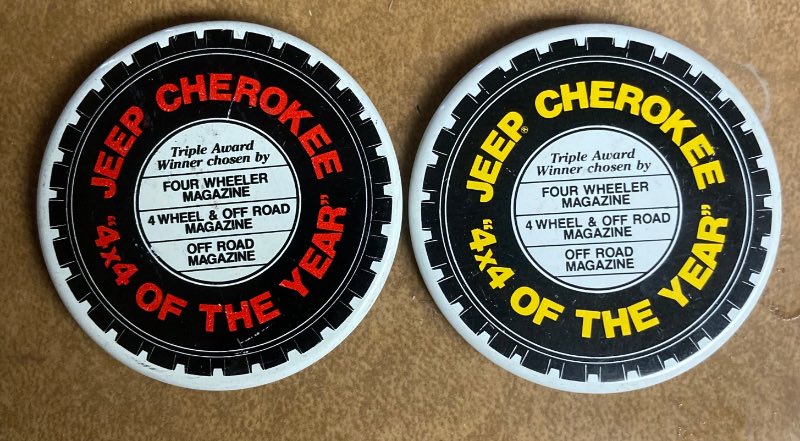 JEEP CHEROKEE
"4x4 OF THE YEAR"
Triple Award
Winner chosen by
FOUR WHEELER
MAGAZINE
4 WHEEL & OFF ROAD
MAGAZINE
OFF ROAD
MAGAZINE
JEEP® CHEROKEE
"4x4 OF THE YEAR"
Triple Award
Winner chosen by
FOUR WHEELER
MAGAZINE
4 WHEEL & OFF ROAD
MAGAZINE
OFF ROAD
MAGAZINE